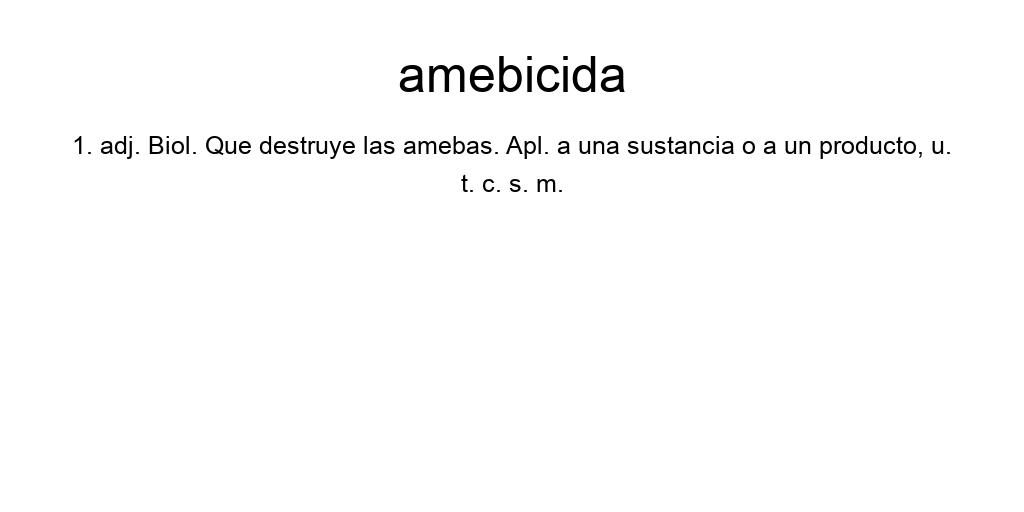 amebicida
1. adj. Biol. Que destruye las amebas. Apl. a una sustancia o a un producto, u.
t. c. s. m.